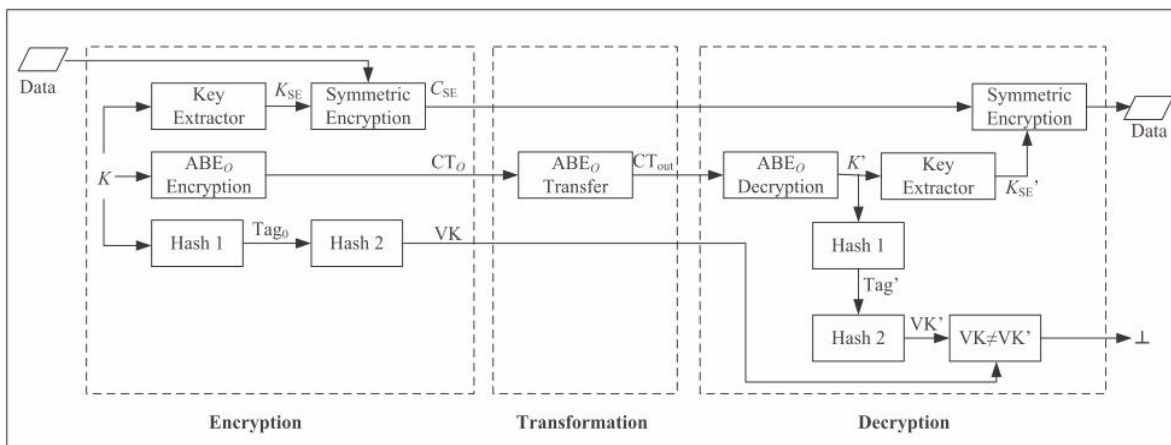 Data
Key
Extractor
K_SE
Symmetric
Encryption
C_SE
Symmetric
Encryption
Data
K
ABE_O
Encryption
CT_O
ABE_O
Transfer
CT_out
ABE_O
Decryption
K'
Key
Extractor
K_SE'
Hash 1
Tag_0
Hash 2
VK
Hash 1
Tag'
Hash 2
VK'
VK≠VK'
⊥
Encryption
Transformation
Decryption